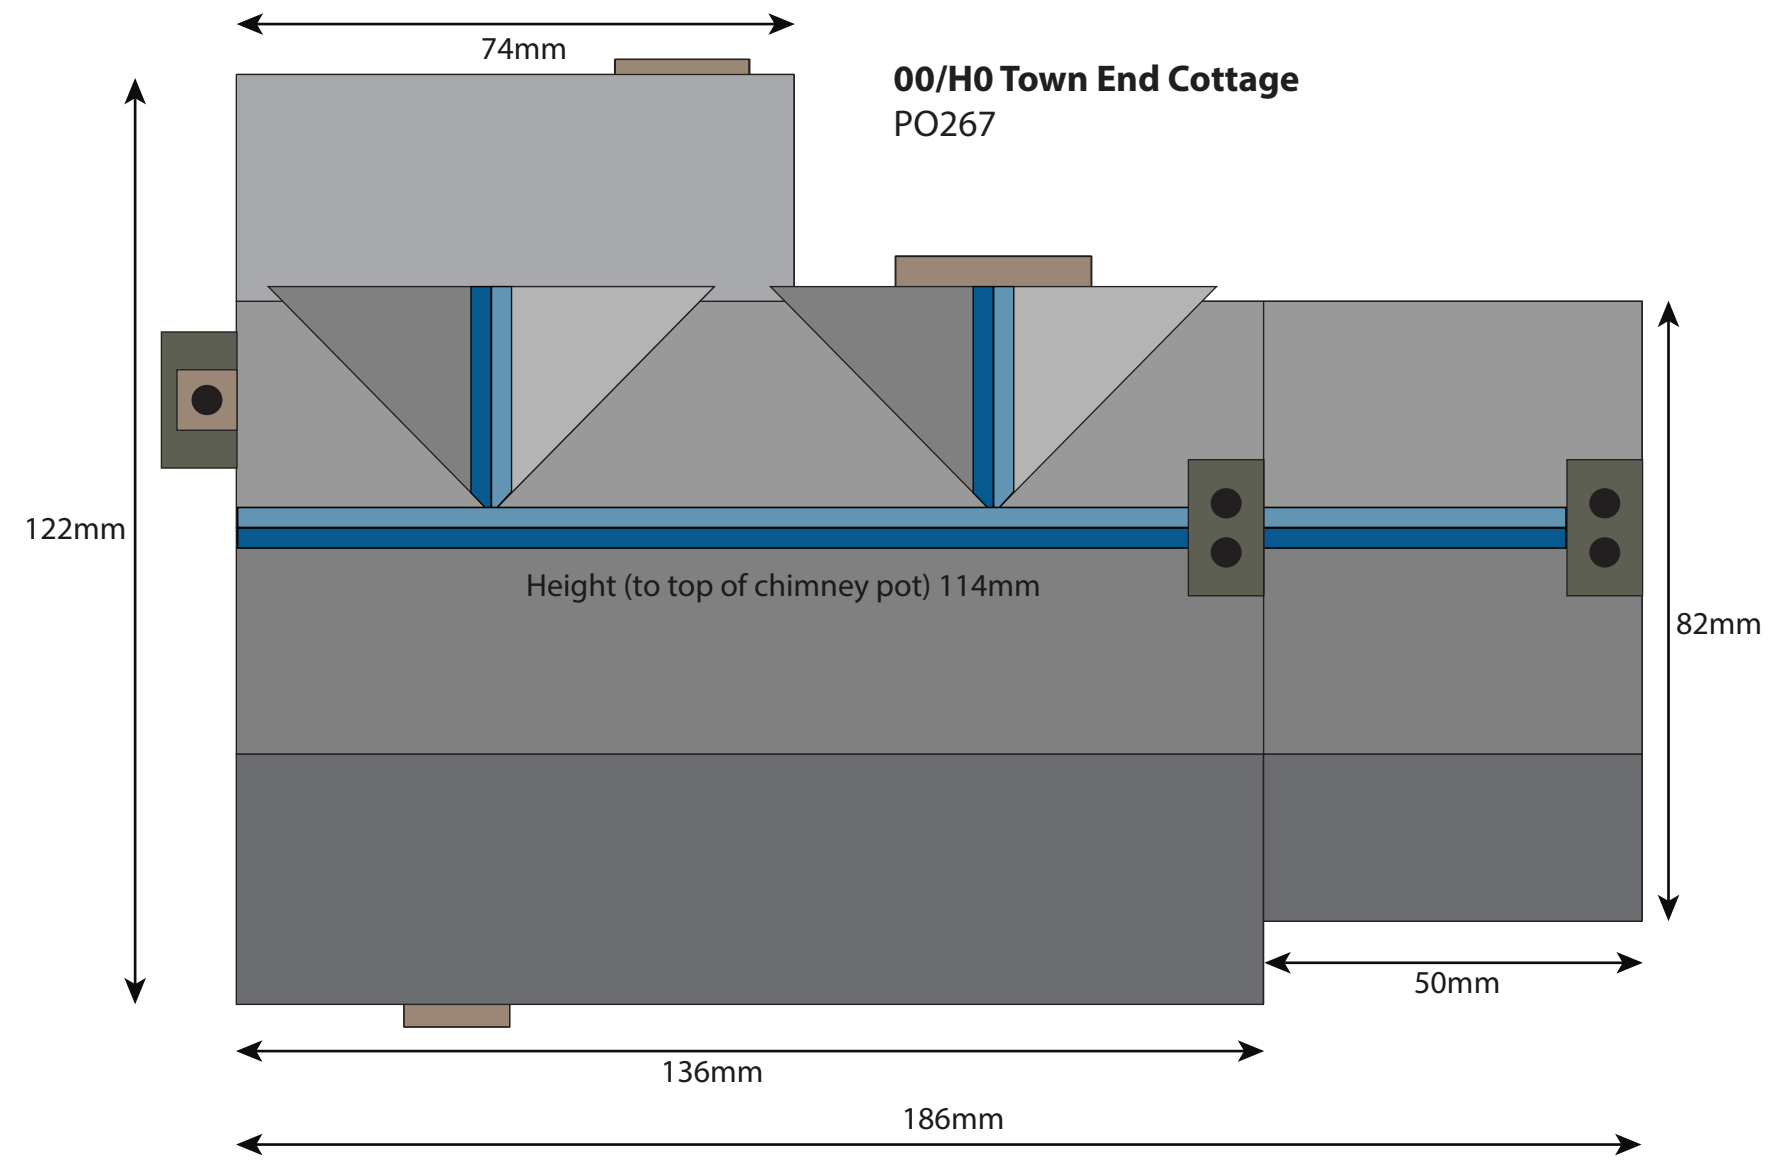 74mm
00/H0 Town End Cottage
PO267
122mm
Height (to top of chimney pot) 114mm
82mm
50mm
136mm
186mm